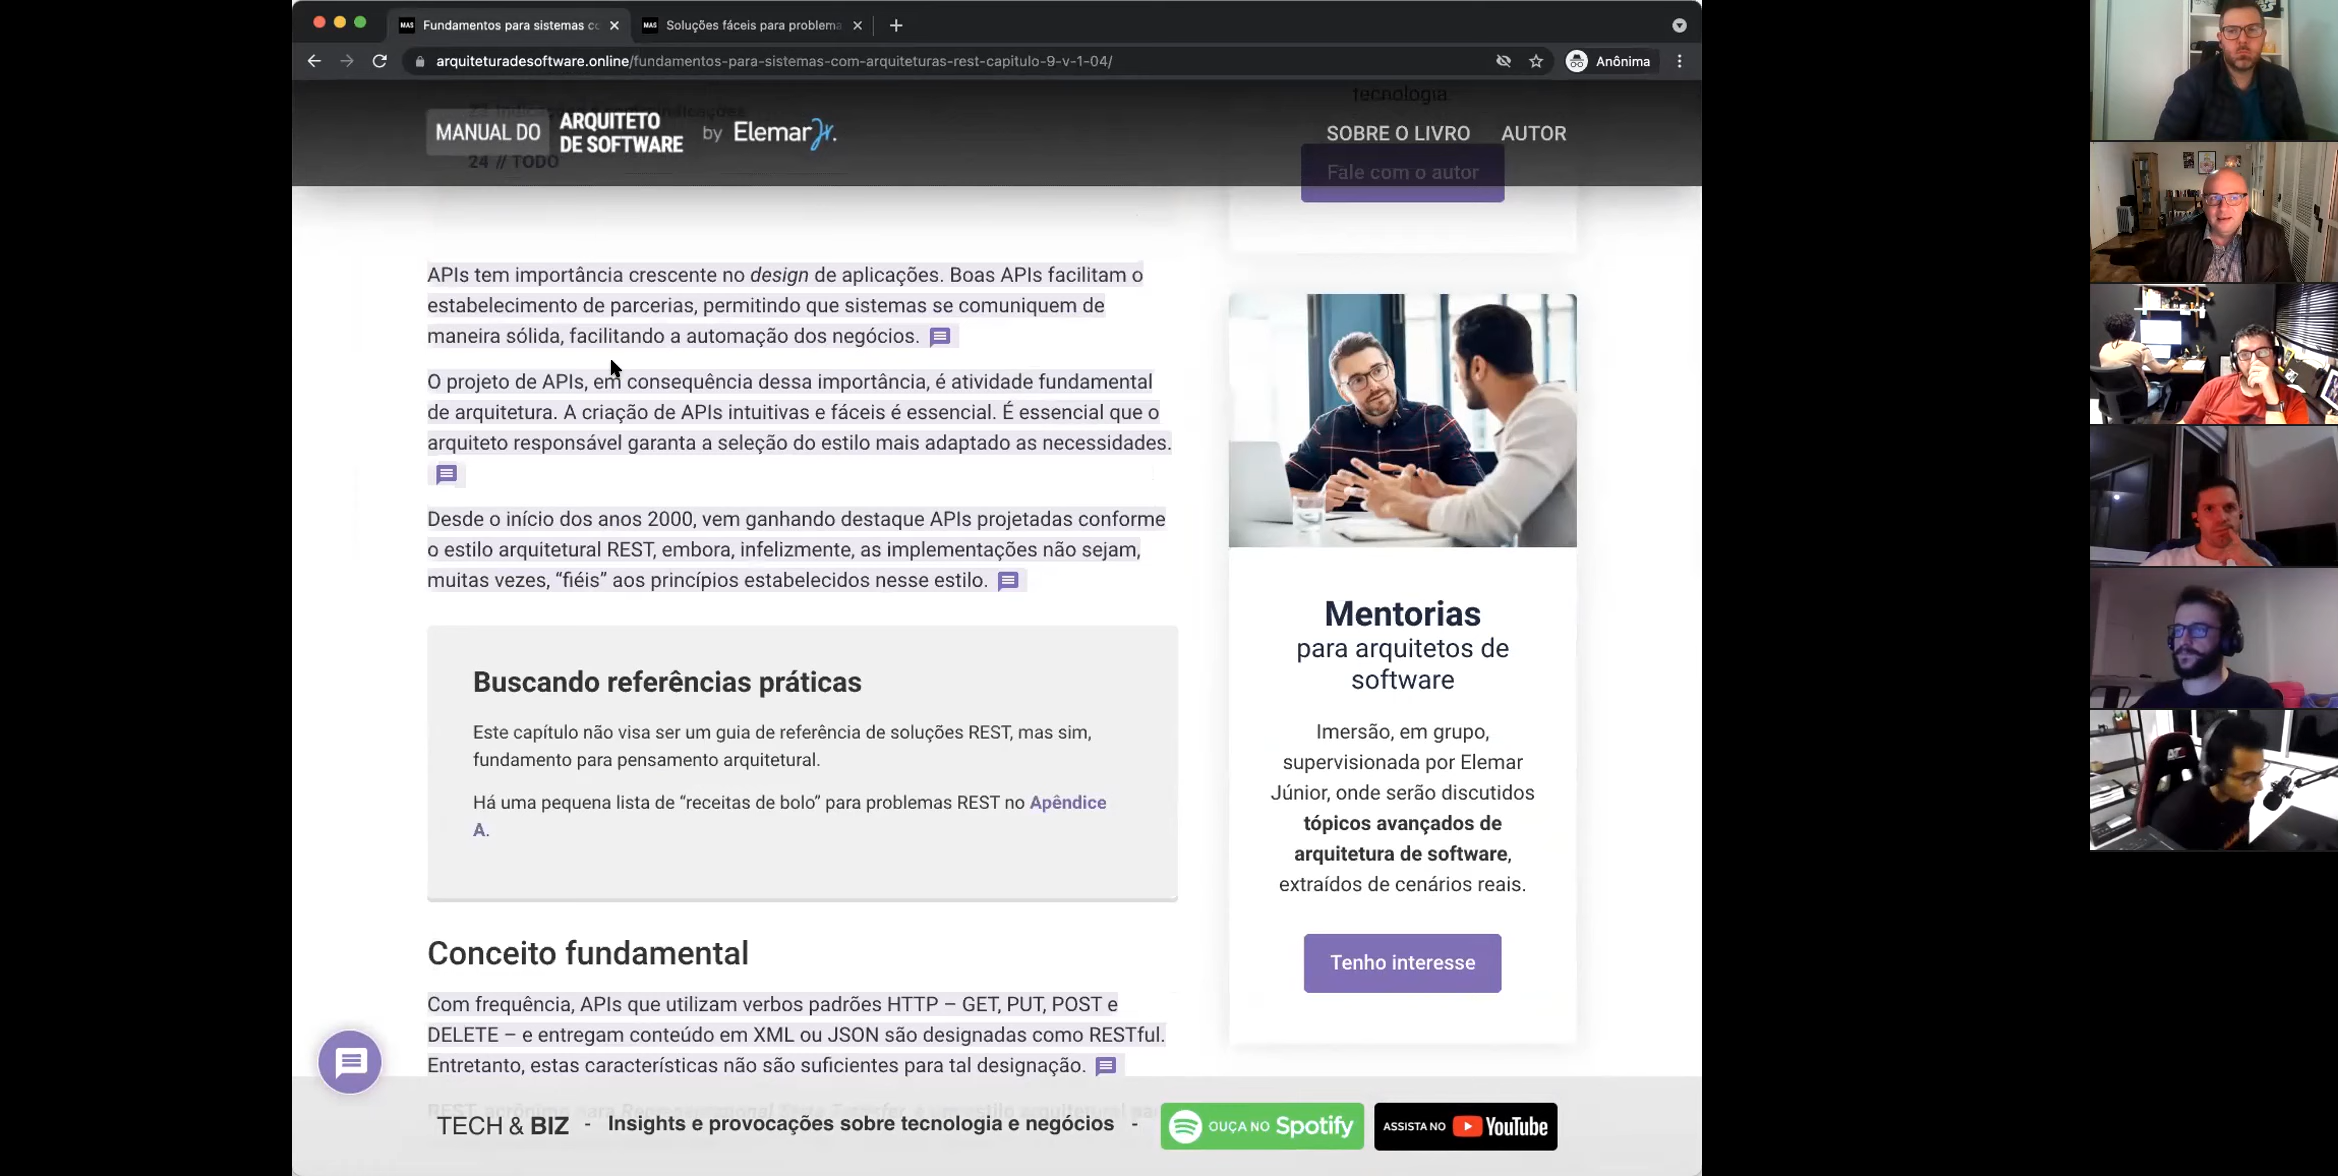 Fundamentos para sistemas co
Soluções fáceis para problema
arquiteturadesoftware.online/fundamentos-para-sistemas-com-arquiteturas-rest-capitulo-9-v-1-04/
Anônima
MANUAL DO ARQUITETO DE SOFTWARE by Elemar Jr.
SOBRE O LIVRO AUTOR
24 // TODO
tecnologia.
Fale com o autor
APIs tem importância crescente no design de aplicações. Boas APIs facilitam o
estabelecimento de parcerias, permitindo que sistemas se comuniquem de
maneira sólida, facilitando a automação dos negócios.
O projeto de APIs, em consequência dessa importância, é atividade fundamental
de arquitetura. A criação de APIs intuitivas e fáceis é essencial. É essencial que o
arquiteto responsável garanta a seleção do estilo mais adaptado as necessidades.
Desde o início dos anos 2000, vem ganhando destaque APIs projetadas conforme
o estilo arquitetural REST, embora, infelizmente, as implementações não sejam,
muitas vezes, “fiéis” aos princípios estabelecidos nesse estilo.
Buscando referências práticas
Este capítulo não visa ser um guia de referência de soluções REST, mas sim,
fundamento para pensamento arquitetural.
Há uma pequena lista de “receitas de bolo” para problemas REST no Apêndice
A.
Conceito fundamental
Com frequência, APIs que utilizam verbos padrões HTTP – GET, PUT, POST e
DELETE – e entregam conteúdo em XML ou JSON são designadas como RESTful.
Entretanto, estas características não são suficientes para tal designação.
Mentorias
para arquitetos de
software
Imersão, em grupo,
supervisionada por Elemar
Júnior, onde serão discutidos
tópicos avançados de
arquitetura de software,
extraídos de cenários reais.
Tenho interesse
TECH & BIZ - Insights e provocações sobre tecnologia e negócios -
OUÇA NO Spotify
ASSISTA NO YouTube